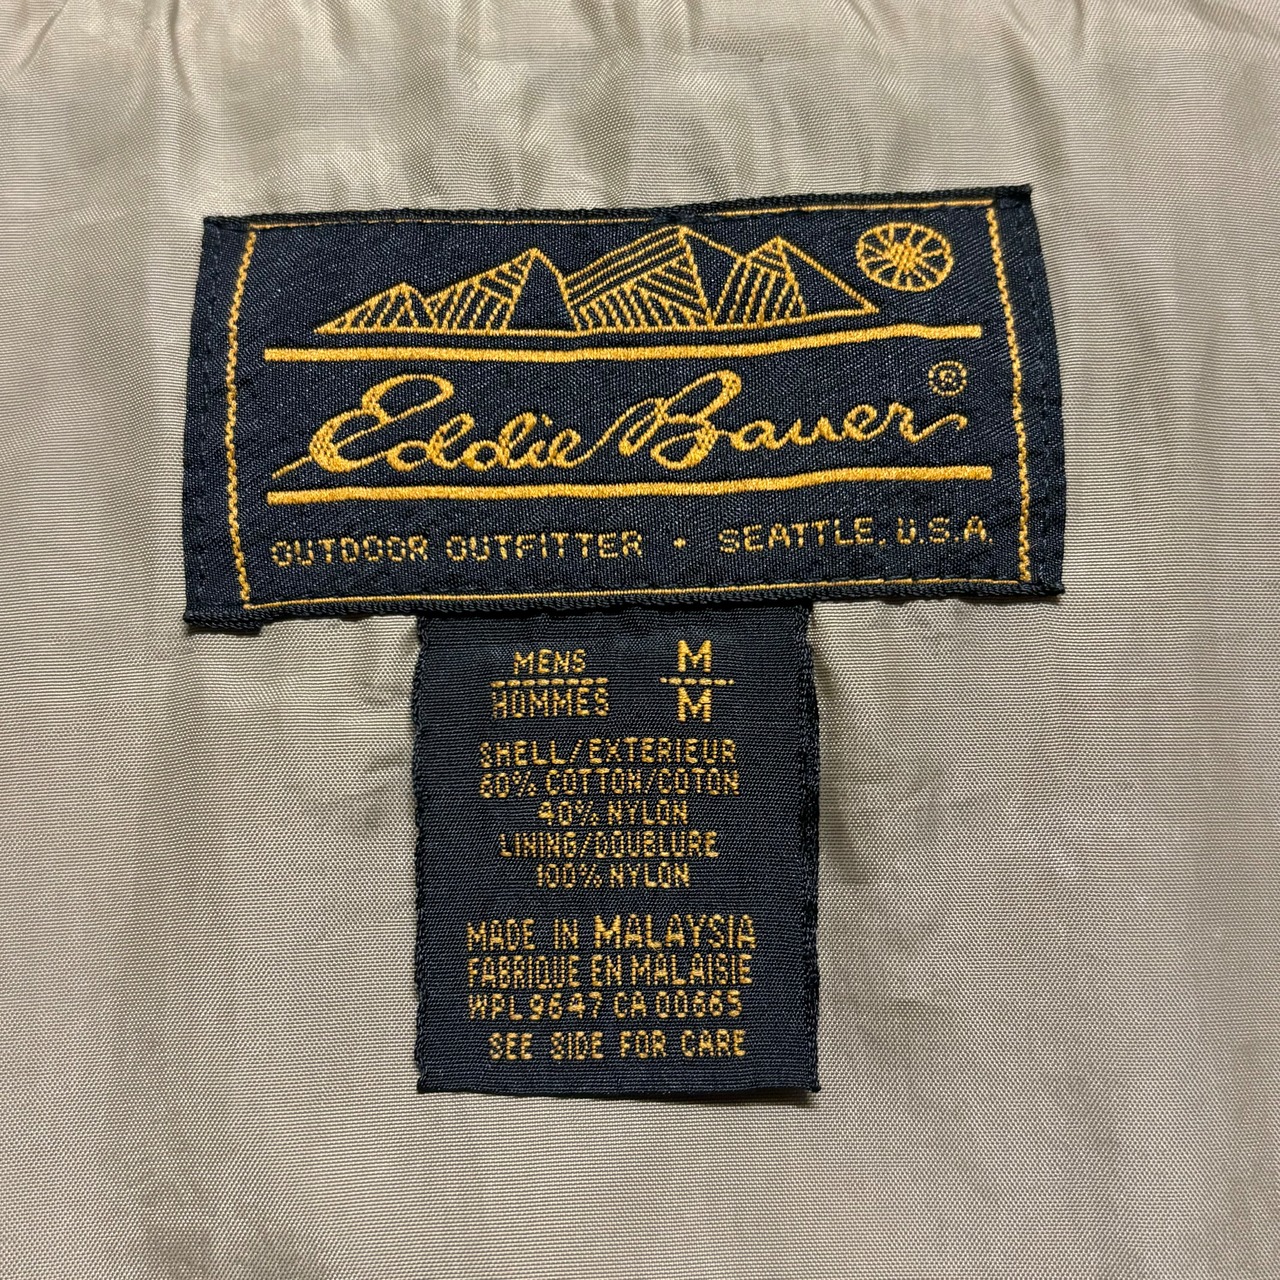 Eddie Bauer ®
OUTDOOR OUTFITTER • SEATTLE, U.S.A.
MENS M
HOMMES M
SHELL/EXTERIEUR
60% COTTON/COTON
40% NYLON
LINING/DOUBLURE
100% NYLON
MADE IN MALAYSIA
FABRIQUE EN MALAISIE
WPL 9647 CA 00665
SEE SIDE FOR CARE